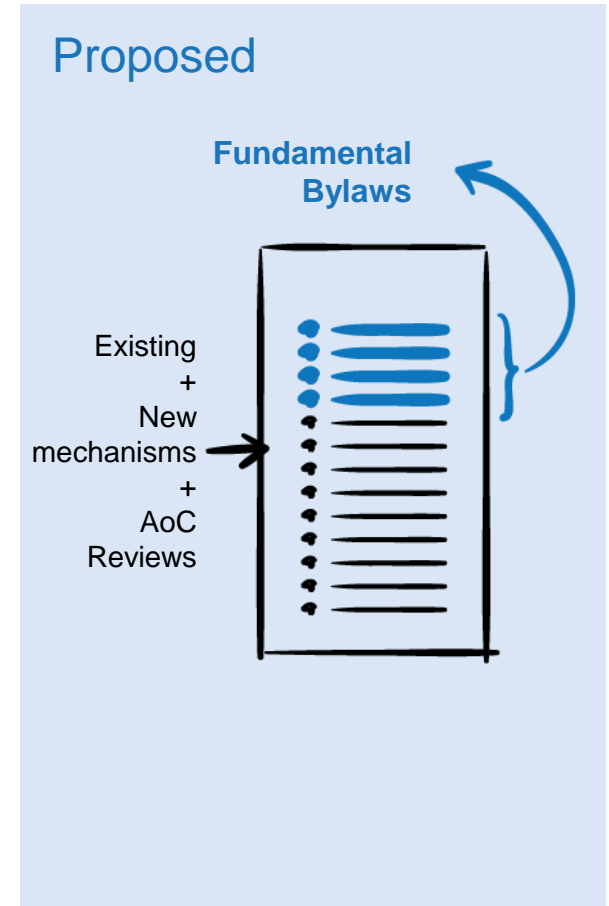 Proposed
Fundamental
Bylaws
Existing
+
New
mechanisms
+
AoC
Reviews